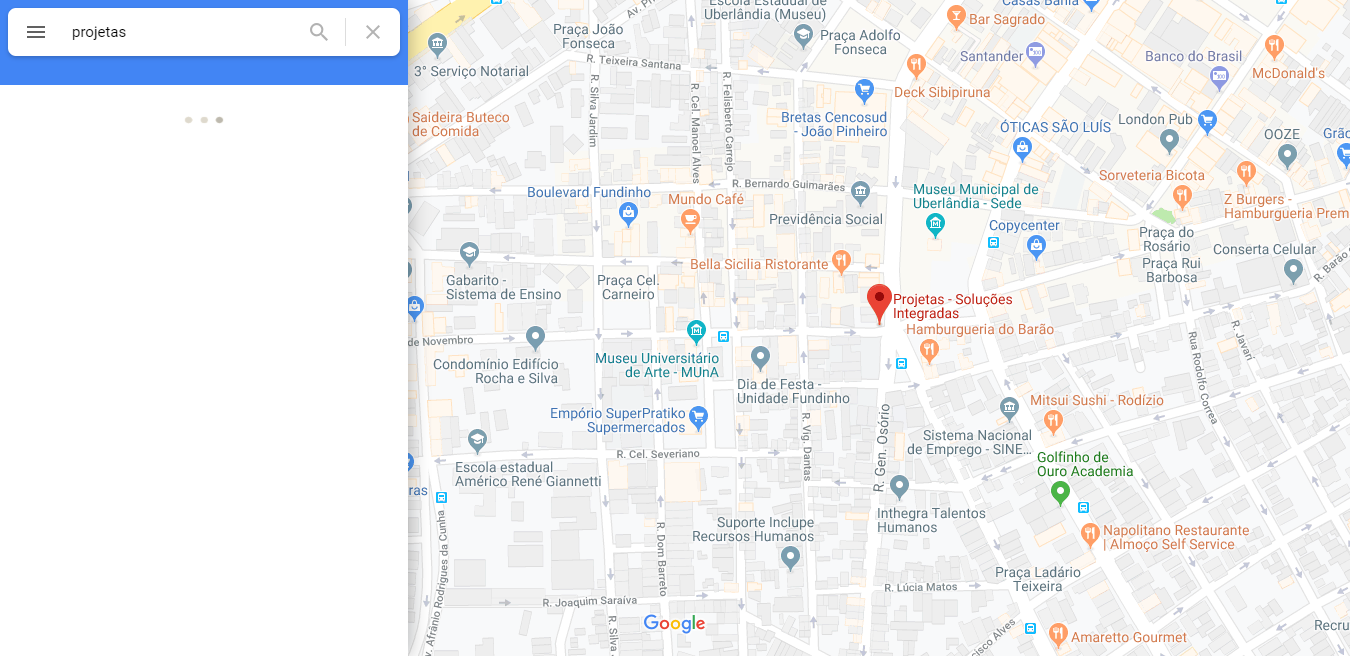 projetas
Escola Estadual de
Uberlândia (Museu)
Casas Bahia
Bar Sagrado
Praça João
Fonseca
Praça Adolfo
Fonseca
3° Serviço Notarial
R. Teixeira Santana
Santander
Banco do Brasil
McDonald's
Deck Sibipiruna
R. Silva Jardim
R. Cel. Manoel Alves
R. Felisberto Carrejo
Saideira Buteco
de Comida
Bretas Cencosud
- João Pinheiro
ÓTICAS SÃO LUÍS
London Pub
OOZE
Sorveteria Bicota
Boulevard Fundinho
Mundo Café
R. Bernardo Guimarães
Museu Municipal de
Uberlândia - Sede
Z Burgers -
Hamburgueria Prem
Previdência Social
Copycenter
Praça do
Rosário
Praça Rui
Barbosa
Conserta Celular
R. Barão
Bella Sicilia Ristorante
Gabarito -
Sistema de Ensino
Praça Cel.
Carneiro
Projetas - Soluções
Integradas
Hamburgueria do Barão
de Novembro
Museu Universitário
de Arte - MUnA
Condomínio Edifício
Rocha e Silva
Dia de Festa -
Unidade Fundinho
R. Javari
Rua Rodolfo Correa
Mitsui Sushi - Rodízio
Empório SuperPratiko
Supermercados
R. Gen. Osório
R. Vig. Dantas
Sistema Nacional
de Emprego - SINE...
R. Cel. Severiano
Golfinho de
Ouro Academia
Escola estadual
Américo René Giannetti
ras
Inthegra Talentos
Humanos
Suporte Inclupe
Recursos Humanos
Napolitano Restaurante
| Almoço Self Service
R. Dom Barreto
Av. Afrânio Rodrigues da Cunha
Praça Ladário
Teixeira
R. Lúcia Matos
R. Joaquim Saraíva
R. Silva
Google
Amaretto Gourmet
Recru